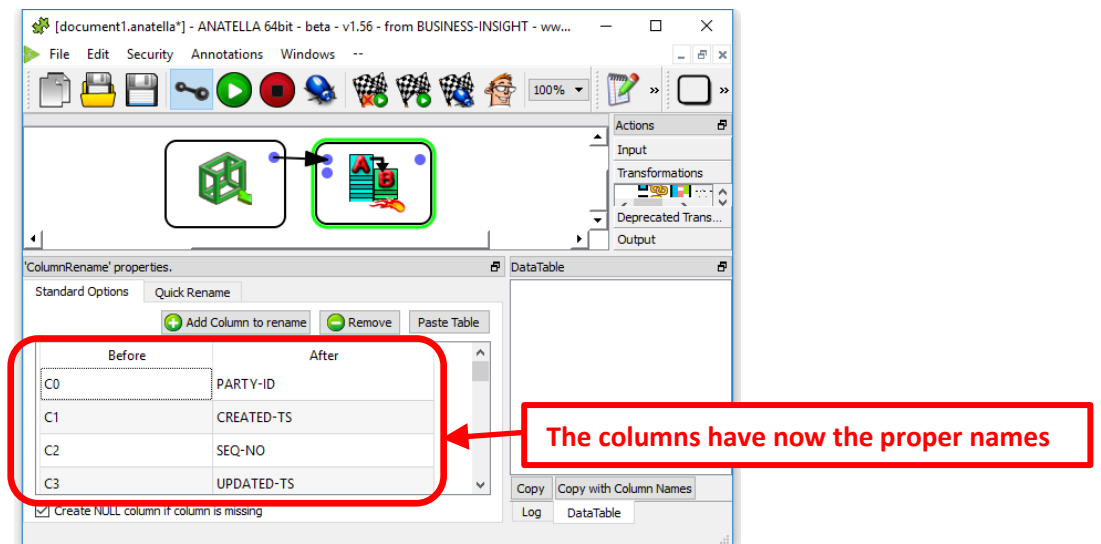 [document1.anatella*] - ANATELLA 64bit - beta - v1.56 - from BUSINESS-INSIGHT - ww...
File Edit Security Annotations Windows --
100%
»
»
Actions
Input
Transformations
Deprecated Trans...
Output
A
B
'ColumnRename' properties.
DataTable
Standard Options Quick Rename
Add Column to rename Remove Paste Table
Before After
C0 PARTY-ID
C1 CREATED-TS
C2 SEQ-NO
C3 UPDATED-TS
The columns have now the proper names
Create NULL column if column is missing
Copy Copy with Column Names
Log DataTable